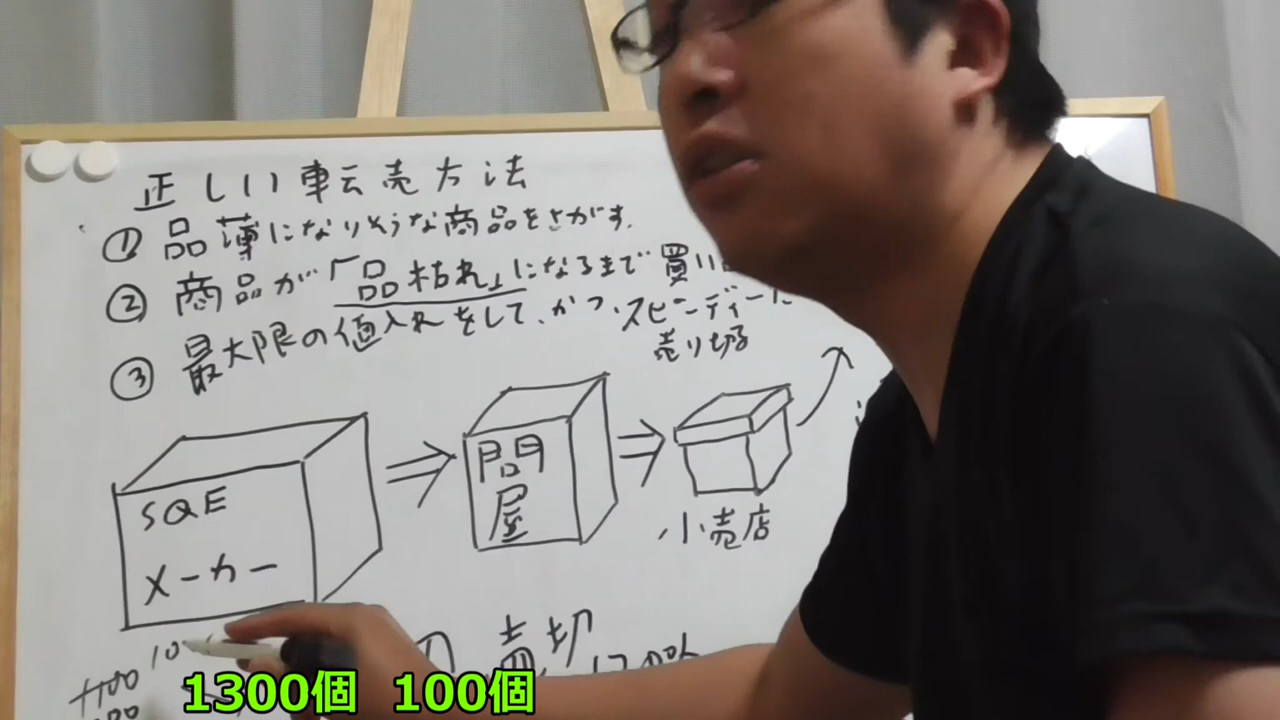 正しい転売方法
① 品薄になりそうな商品をさがす.
② 商品が「品枯れ」になるまで 買い
③ 最大限の値入れをして、かつ、スピーディーに
売り切る
SQE
メーカー
問屋
小売店
売切
1100
1300個 100個